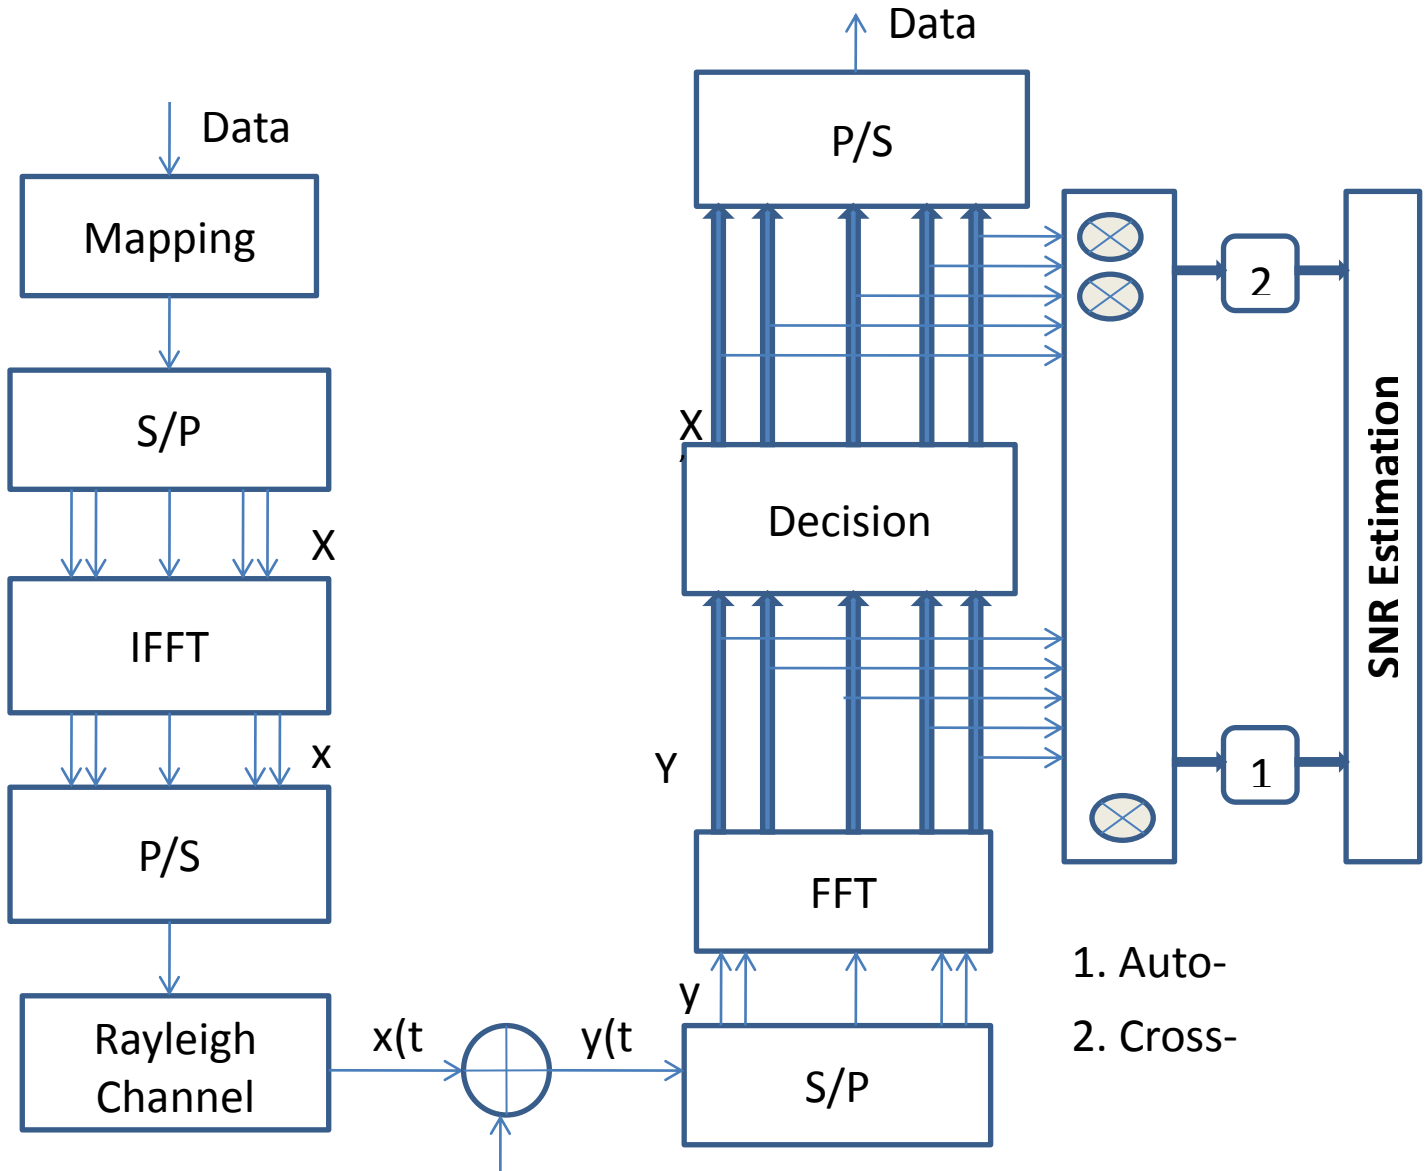 Data
Mapping
S/P
X
IFFT
x
P/S
Rayleigh
Channel
x(t
y(t
S/P
y
FFT
Y
Decision
X
P/S
Data
2
1
SNR Estimation
1. Auto-
2. Cross-